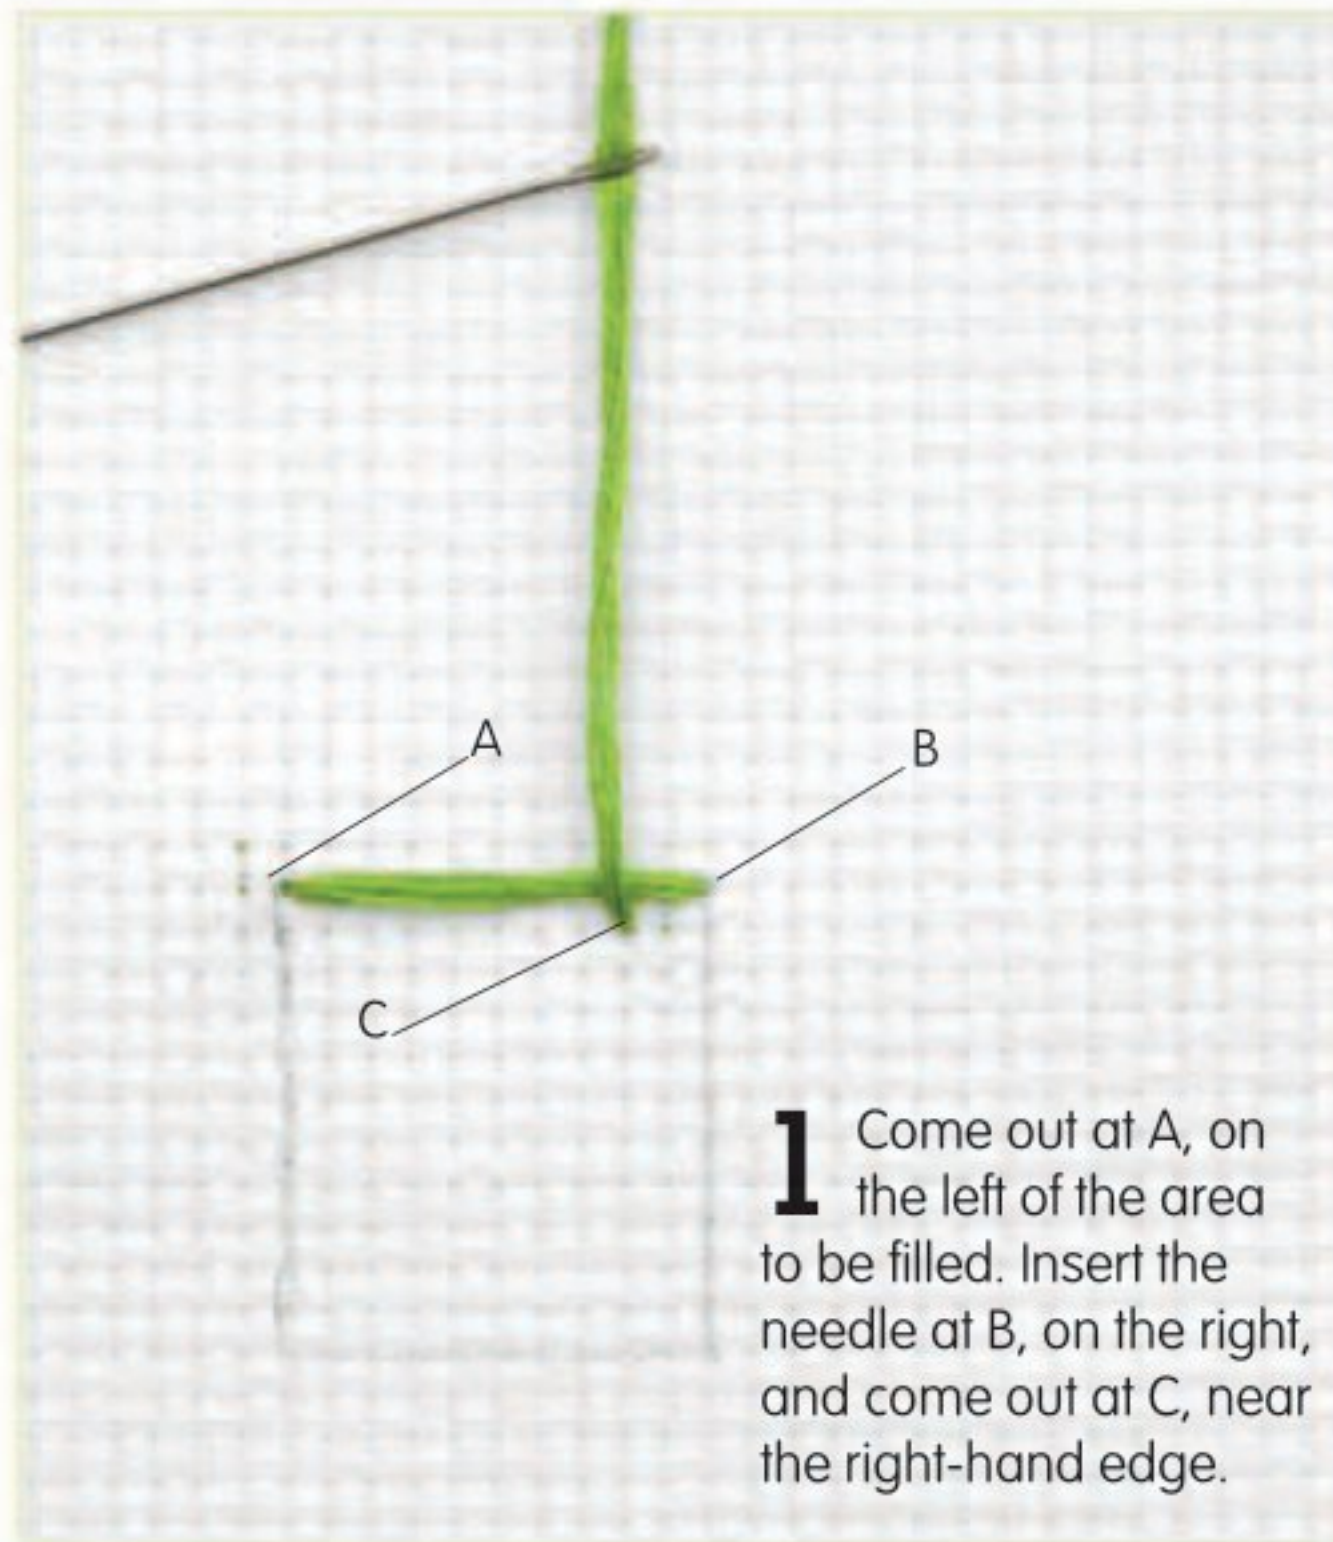 A
B
C
1 Come out at A, on
the left of the area
to be filled. Insert the
needle at B, on the right,
and come out at C, near
the right-hand edge.